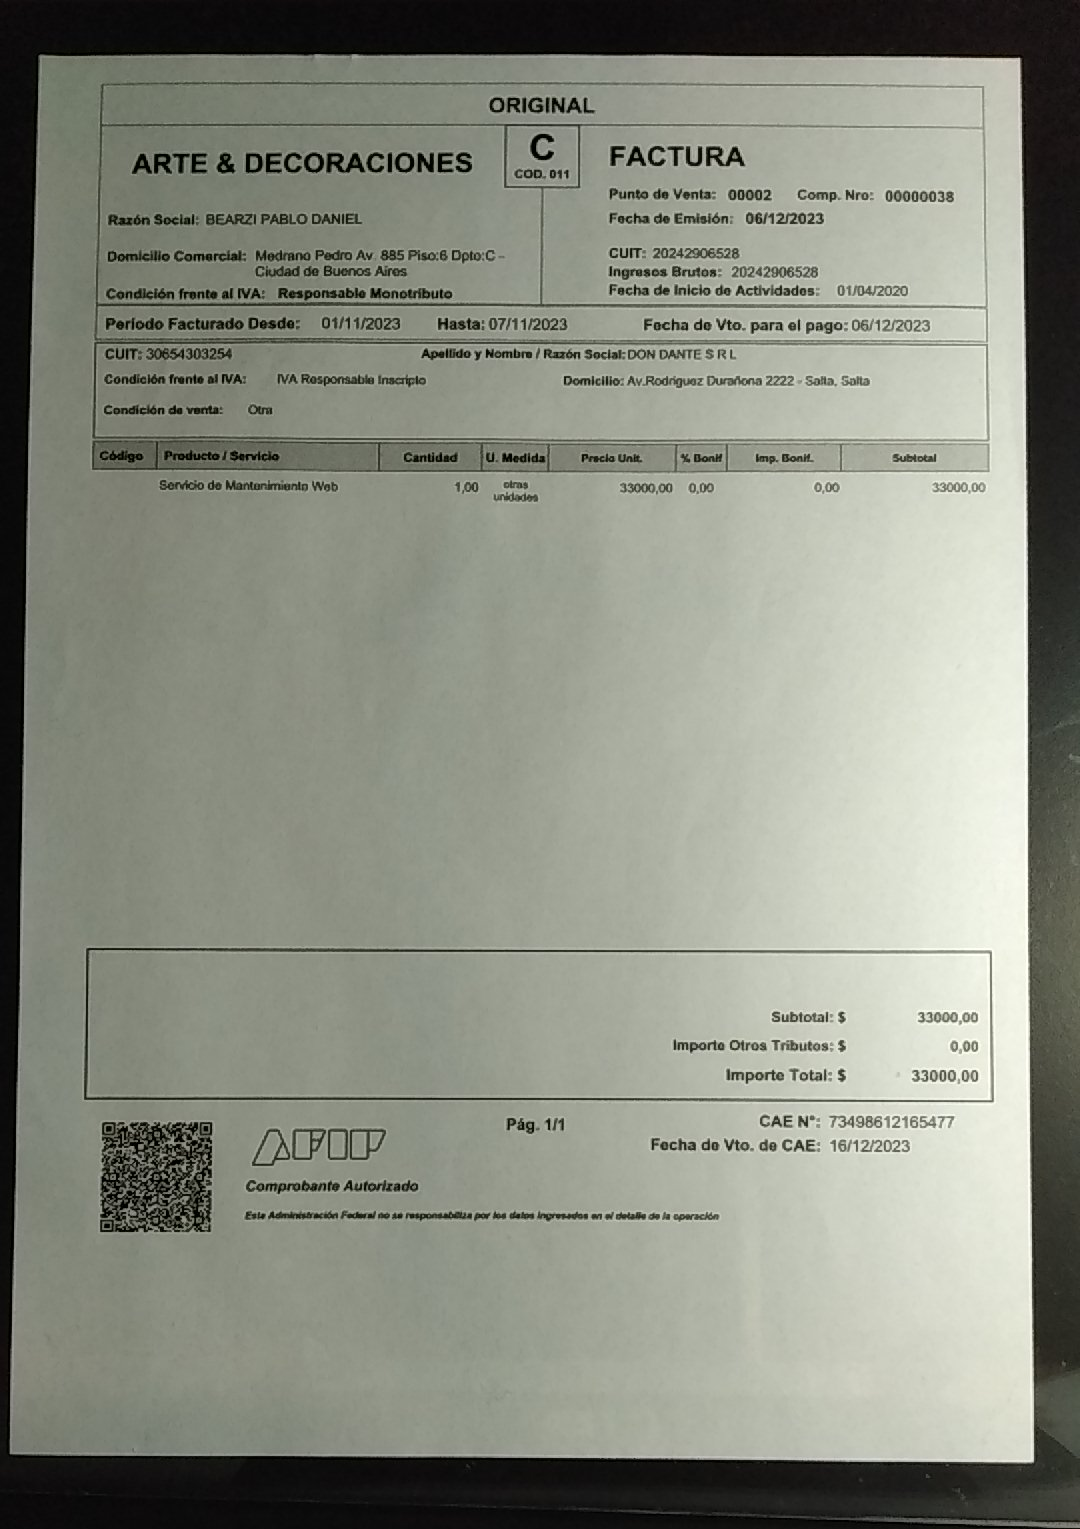 ORIGINAL
ARTE & DECORACIONES
C
COD. 011
FACTURA
Punto de Venta: 00002 Comp. Nro: 00000038
Razón Social: BEARZI PABLO DANIEL
Fecha de Emisión: 06/12/2023
Domicilio Comercial: Medrano Pedro Av. 885 Piso:6 Dpto:C -
Ciudad de Buenos Aires
CUIT: 20242906528
Ingresos Brutos: 20242906528
Condición frente al IVA: Responsable Monotributo
Fecha de Inicio de Actividades: 01/04/2020
Período Facturado Desde: 01/11/2023 Hasta: 07/11/2023 Fecha de Vto. para el pago: 06/12/2023
CUIT: 30654303254 Apellido y Nombre / Razón Social: DON DANTE S R L
Condición frente al IVA: IVA Responsable Inscripto Domicilio: Av.Rodriguez Durañona 2222 - Salta, Salta
Condición de venta: Otra
Código Producto / Servicio Cantidad U. Medida Precio Unit. % Bonif Imp. Bonif. Subtotal
Servicio de Mantenimiento Web 1,00 otras unidades 33000,00 0,00 0,00 33000,00
Subtotal: $ 33000,00
Importe Otros Tributos: $ 0,00
Importe Total: $ 33000,00
Pág. 1/1
CAE N°: 73498612165477
Fecha de Vto. de CAE: 16/12/2023
AFIP
Comprobante Autorizado
Esta Administración Federal no se responsabiliza por los datos ingresados en el detalle de la operación